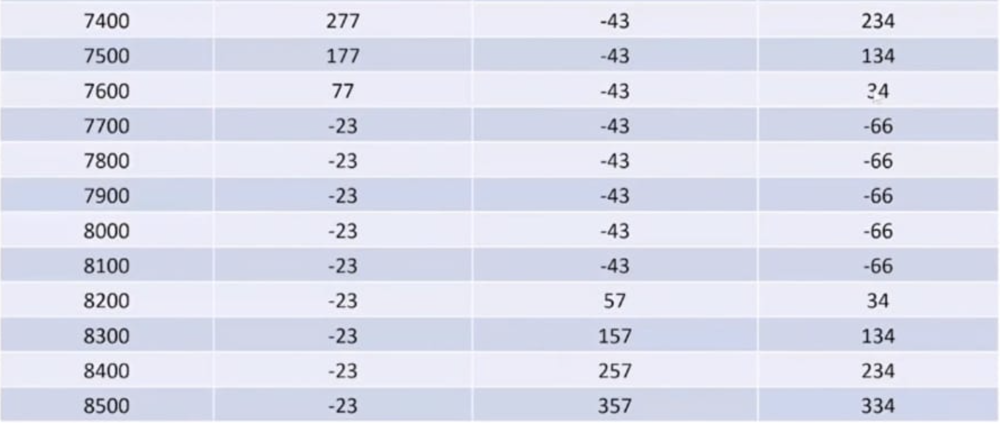 7400 277 -43 234
7500 177 -43 134
7600 77 -43 34
7700 -23 -43 -66
7800 -23 -43 -66
7900 -23 -43 -66
8000 -23 -43 -66
8100 -23 -43 -66
8200 -23 57 34
8300 -23 157 134
8400 -23 257 234
8500 -23 357 334